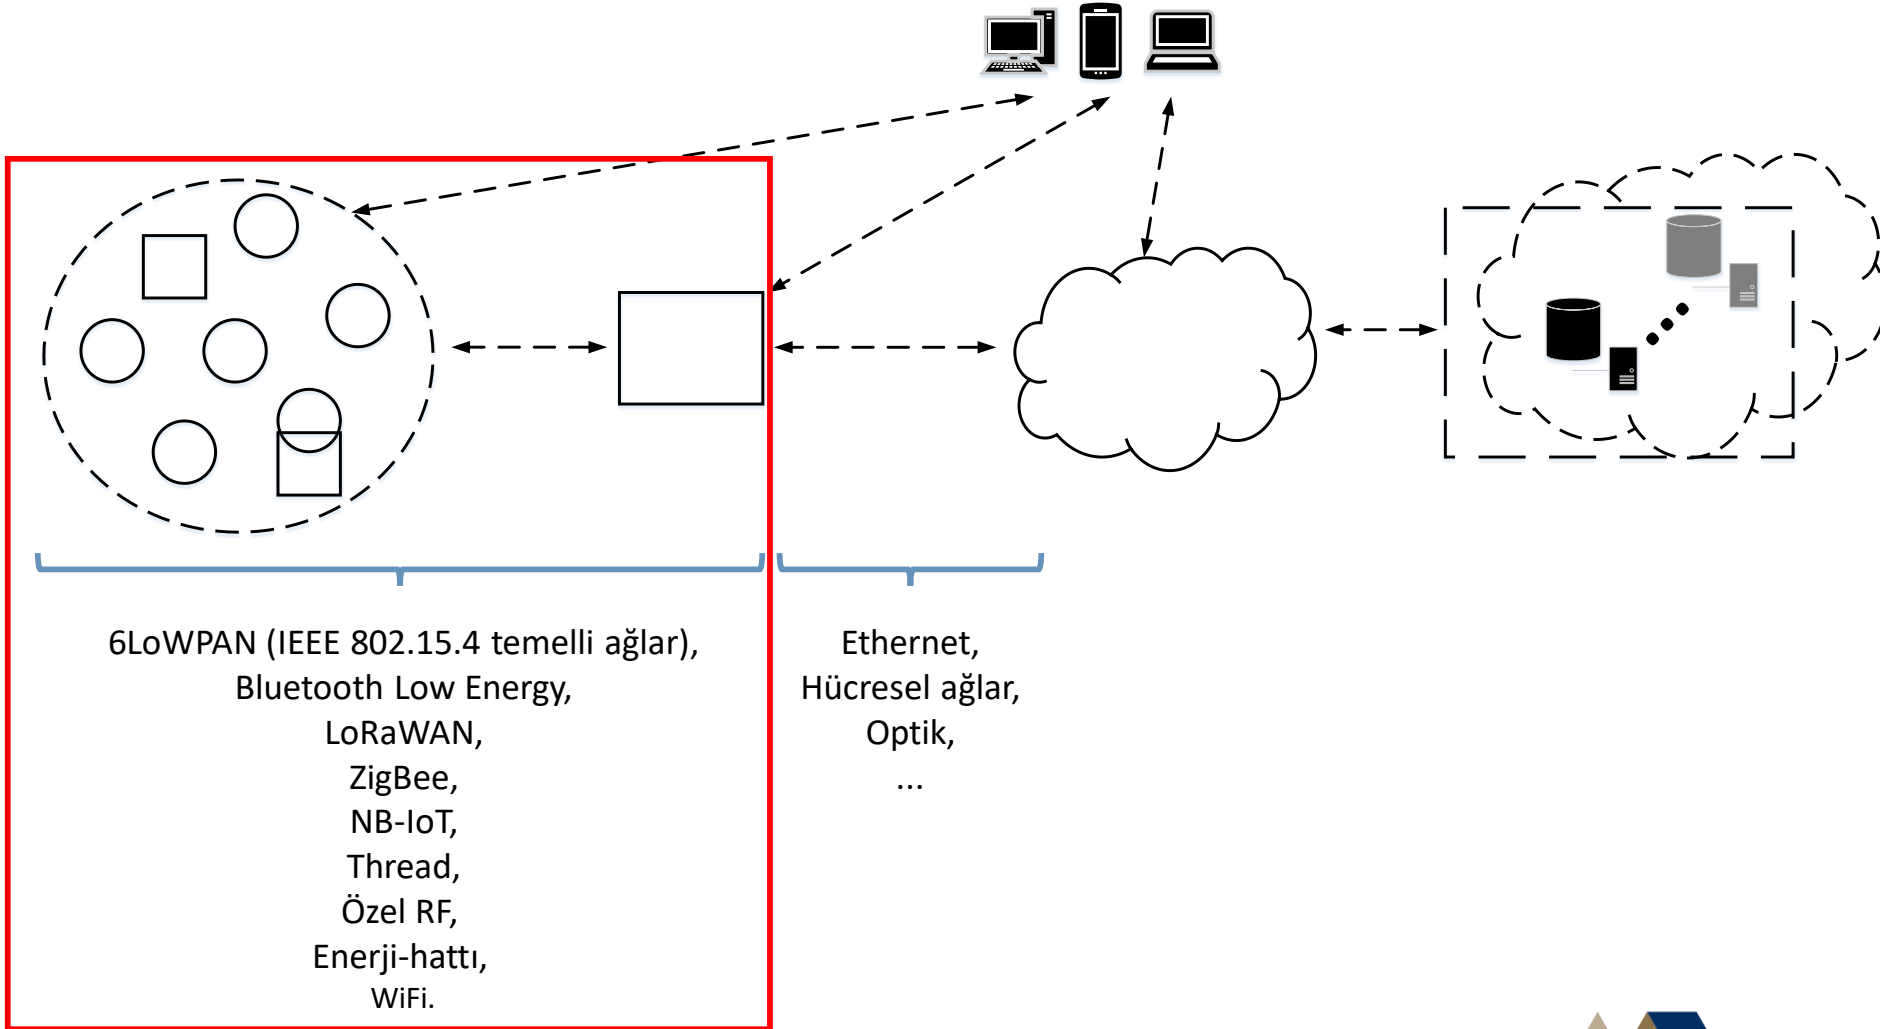 6LoWPAN (IEEE 802.15.4 temelli ağlar),
Bluetooth Low Energy,
LoRaWAN,
ZigBee,
NB-IoT,
Thread,
Özel RF,
Enerji-hattı,
WiFi.
Ethernet,
Hücresel ağlar,
Optik,
...